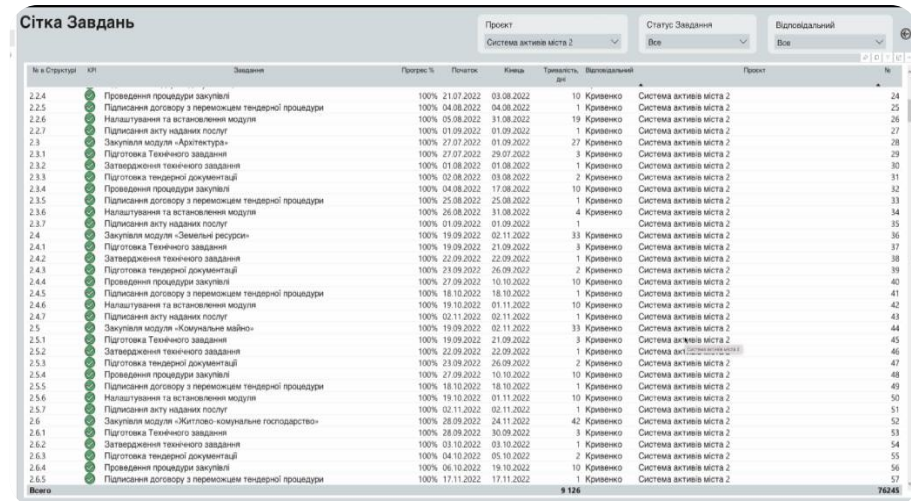 Сітка Завдань
Проєкт
Система активів міста 2
Статус Завдання
Все
Відповідальний
Все
№ в Структурі KPI Завдання Прогрес % Початок Кінець Тривалість, дні Відповідальний Проєкт №
2.2.4 Проведення процедури закупівлі 100% 21.07.2022 03.08.2022 10 Кривенко Система активів міста 2 24
2.2.5 Підписання договору з переможцем тендерної процедури 100% 04.08.2022 04.08.2022 1 Кривенко Система активів міста 2 25
2.2.6 Налаштування та встановлення модуля 100% 05.08.2022 31.08.2022 19 Кривенко Система активів міста 2 26
2.2.7 Підписання акту наданих послуг 100% 01.09.2022 01.09.2022 1 Кривенко Система активів міста 2 27
2.3 Закупівля модуля «Архітектура» 100% 27.07.2022 01.09.2022 27 Кривенко Система активів міста 2 28
2.3.1 Підготовка Технічного завдання 100% 27.07.2022 29.07.2022 3 Кривенко Система активів міста 2 29
2.3.2 Затвердження технічного завдання 100% 01.08.2022 01.08.2022 1 Кривенко Система активів міста 2 30
2.3.3 Підготовка тендерної документації 100% 02.08.2022 03.08.2022 2 Кривенко Система активів міста 2 31
2.3.4 Проведення процедури закупівлі 100% 04.08.2022 17.08.2022 10 Кривенко Система активів міста 2 32
2.3.5 Підписання договору з переможцем тендерної процедури 100% 25.08.2022 25.08.2022 1 Кривенко Система активів міста 2 33
2.3.6 Налаштування та встановлення модуля 100% 26.08.2022 31.08.2022 4 Кривенко Система активів міста 2 34
2.3.7 Підписання акту наданих послуг 100% 01.09.2022 01.09.2022 1 Система активів міста 2 35
2.4 Закупівля модуля «Земельні ресурси» 100% 19.09.2022 02.11.2022 33 Кривенко Система активів міста 2 36
2.4.1 Підготовка Технічного завдання 100% 19.09.2022 21.09.2022 3 Кривенко Система активів міста 2 37
2.4.2 Затвердження технічного завдання 100% 22.09.2022 22.09.2022 1 Кривенко Система активів міста 2 38
2.4.3 Підготовка тендерної документації 100% 23.09.2022 26.09.2022 2 Кривенко Система активів міста 2 39
2.4.4 Проведення процедури закупівлі 100% 27.09.2022 10.10.2022 10 Кривенко Система активів міста 2 40
2.4.5 Підписання договору з переможцем тендерної процедури 100% 18.10.2022 18.10.2022 1 Кривенко Система активів міста 2 41
2.4.6 Налаштування та встановлення модуля 100% 19.10.2022 01.11.2022 10 Кривенко Система активів міста 2 42
2.4.7 Підписання акту наданих послуг 100% 02.11.2022 02.11.2022 1 Кривенко Система активів міста 2 43
2.5 Закупівля модуля «Комунальне майно» 100% 19.09.2022 02.11.2022 33 Кривенко Система активів міста 2 44
2.5.1 Підготовка Технічного завдання 100% 19.09.2022 21.09.2022 3 Кривенко Система активів міста 2 45
2.5.2 Затвердження технічного завдання 100% 22.09.2022 22.09.2022 1 Кривенко Система міста 2 46
2.5.3 Підготовка тендерної документації 100% 23.09.2022 26.09.2022 2 Кривенко Система активів міста 2 47
2.5.4 Проведення процедури закупівлі 100% 27.09.2022 10.10.2022 10 Кривенко Система активів міста 2 48
2.5.5 Підписання договору з переможцем тендерної процедури 100% 18.10.2022 18.10.2022 1 Кривенко Система активів міста 2 49
2.5.6 Налаштування та встановлення модуля 100% 19.10.2022 01.11.2022 10 Кривенко Система активів міста 2 50
2.5.7 Підписання акту наданих послуг 100% 02.11.2022 02.11.2022 1 Кривенко Система активів міста 2 51
2.6 Закупівля модуля «Житлово-комунальне господарство» 100% 28.09.2022 24.11.2022 42 Кривенко Система активів міста 2 52
2.6.1 Підготовка Технічного завдання 100% 28.09.2022 30.09.2022 3 Кривенко Система активів міста 2 53
2.6.2 Затвердження технічного завдання 100% 03.10.2022 03.10.2022 1 Кривенко Система активів міста 2 54
2.6.3 Підготовка тендерної документації 100% 04.10.2022 05.10.2022 2 Кривенко Система активів міста 2 55
2.6.4 Проведення процедури закупівлі 100% 06.10.2022 19.10.2022 10 Кривенко Система активів міста 2 56
2.6.5 Підписання договору з переможцем тендерної процедури 100% 17.11.2022 17.11.2022 1 Кривенко Система активів міста 2 57
Всего 9 126 76245